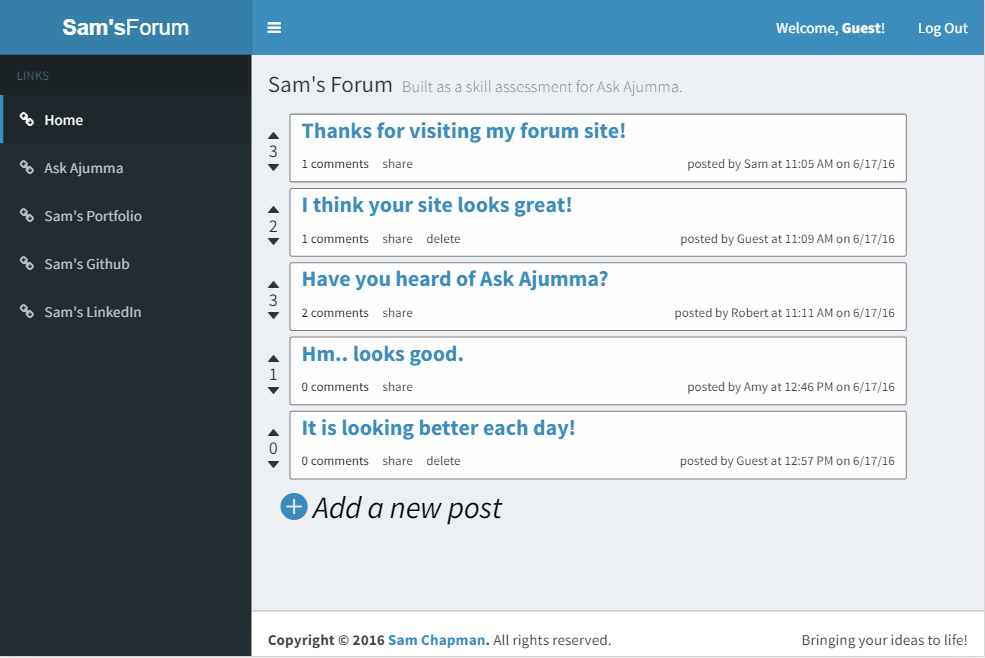 Sam'sForum
Welcome, Guest!
Log Out
LINKS
Home
Ask Ajumma
Sam's Portfolio
Sam's Github
Sam's LinkedIn
Sam's Forum Built as a skill assessment for Ask Ajumma.
3
Thanks for visiting my forum site!
1 comments share posted by Sam at 11:05 AM on 6/17/16
2
I think your site looks great!
1 comments share delete posted by Guest at 11:09 AM on 6/17/16
3
Have you heard of Ask Ajumma?
2 comments share posted by Robert at 11:11 AM on 6/17/16
1
Hm.. looks good.
0 comments share posted by Amy at 12:46 PM on 6/17/16
0
It is looking better each day!
0 comments share delete posted by Guest at 12:57 PM on 6/17/16
Add a new post
Copyright © 2016 Sam Chapman. All rights reserved.
Bringing your ideas to life!